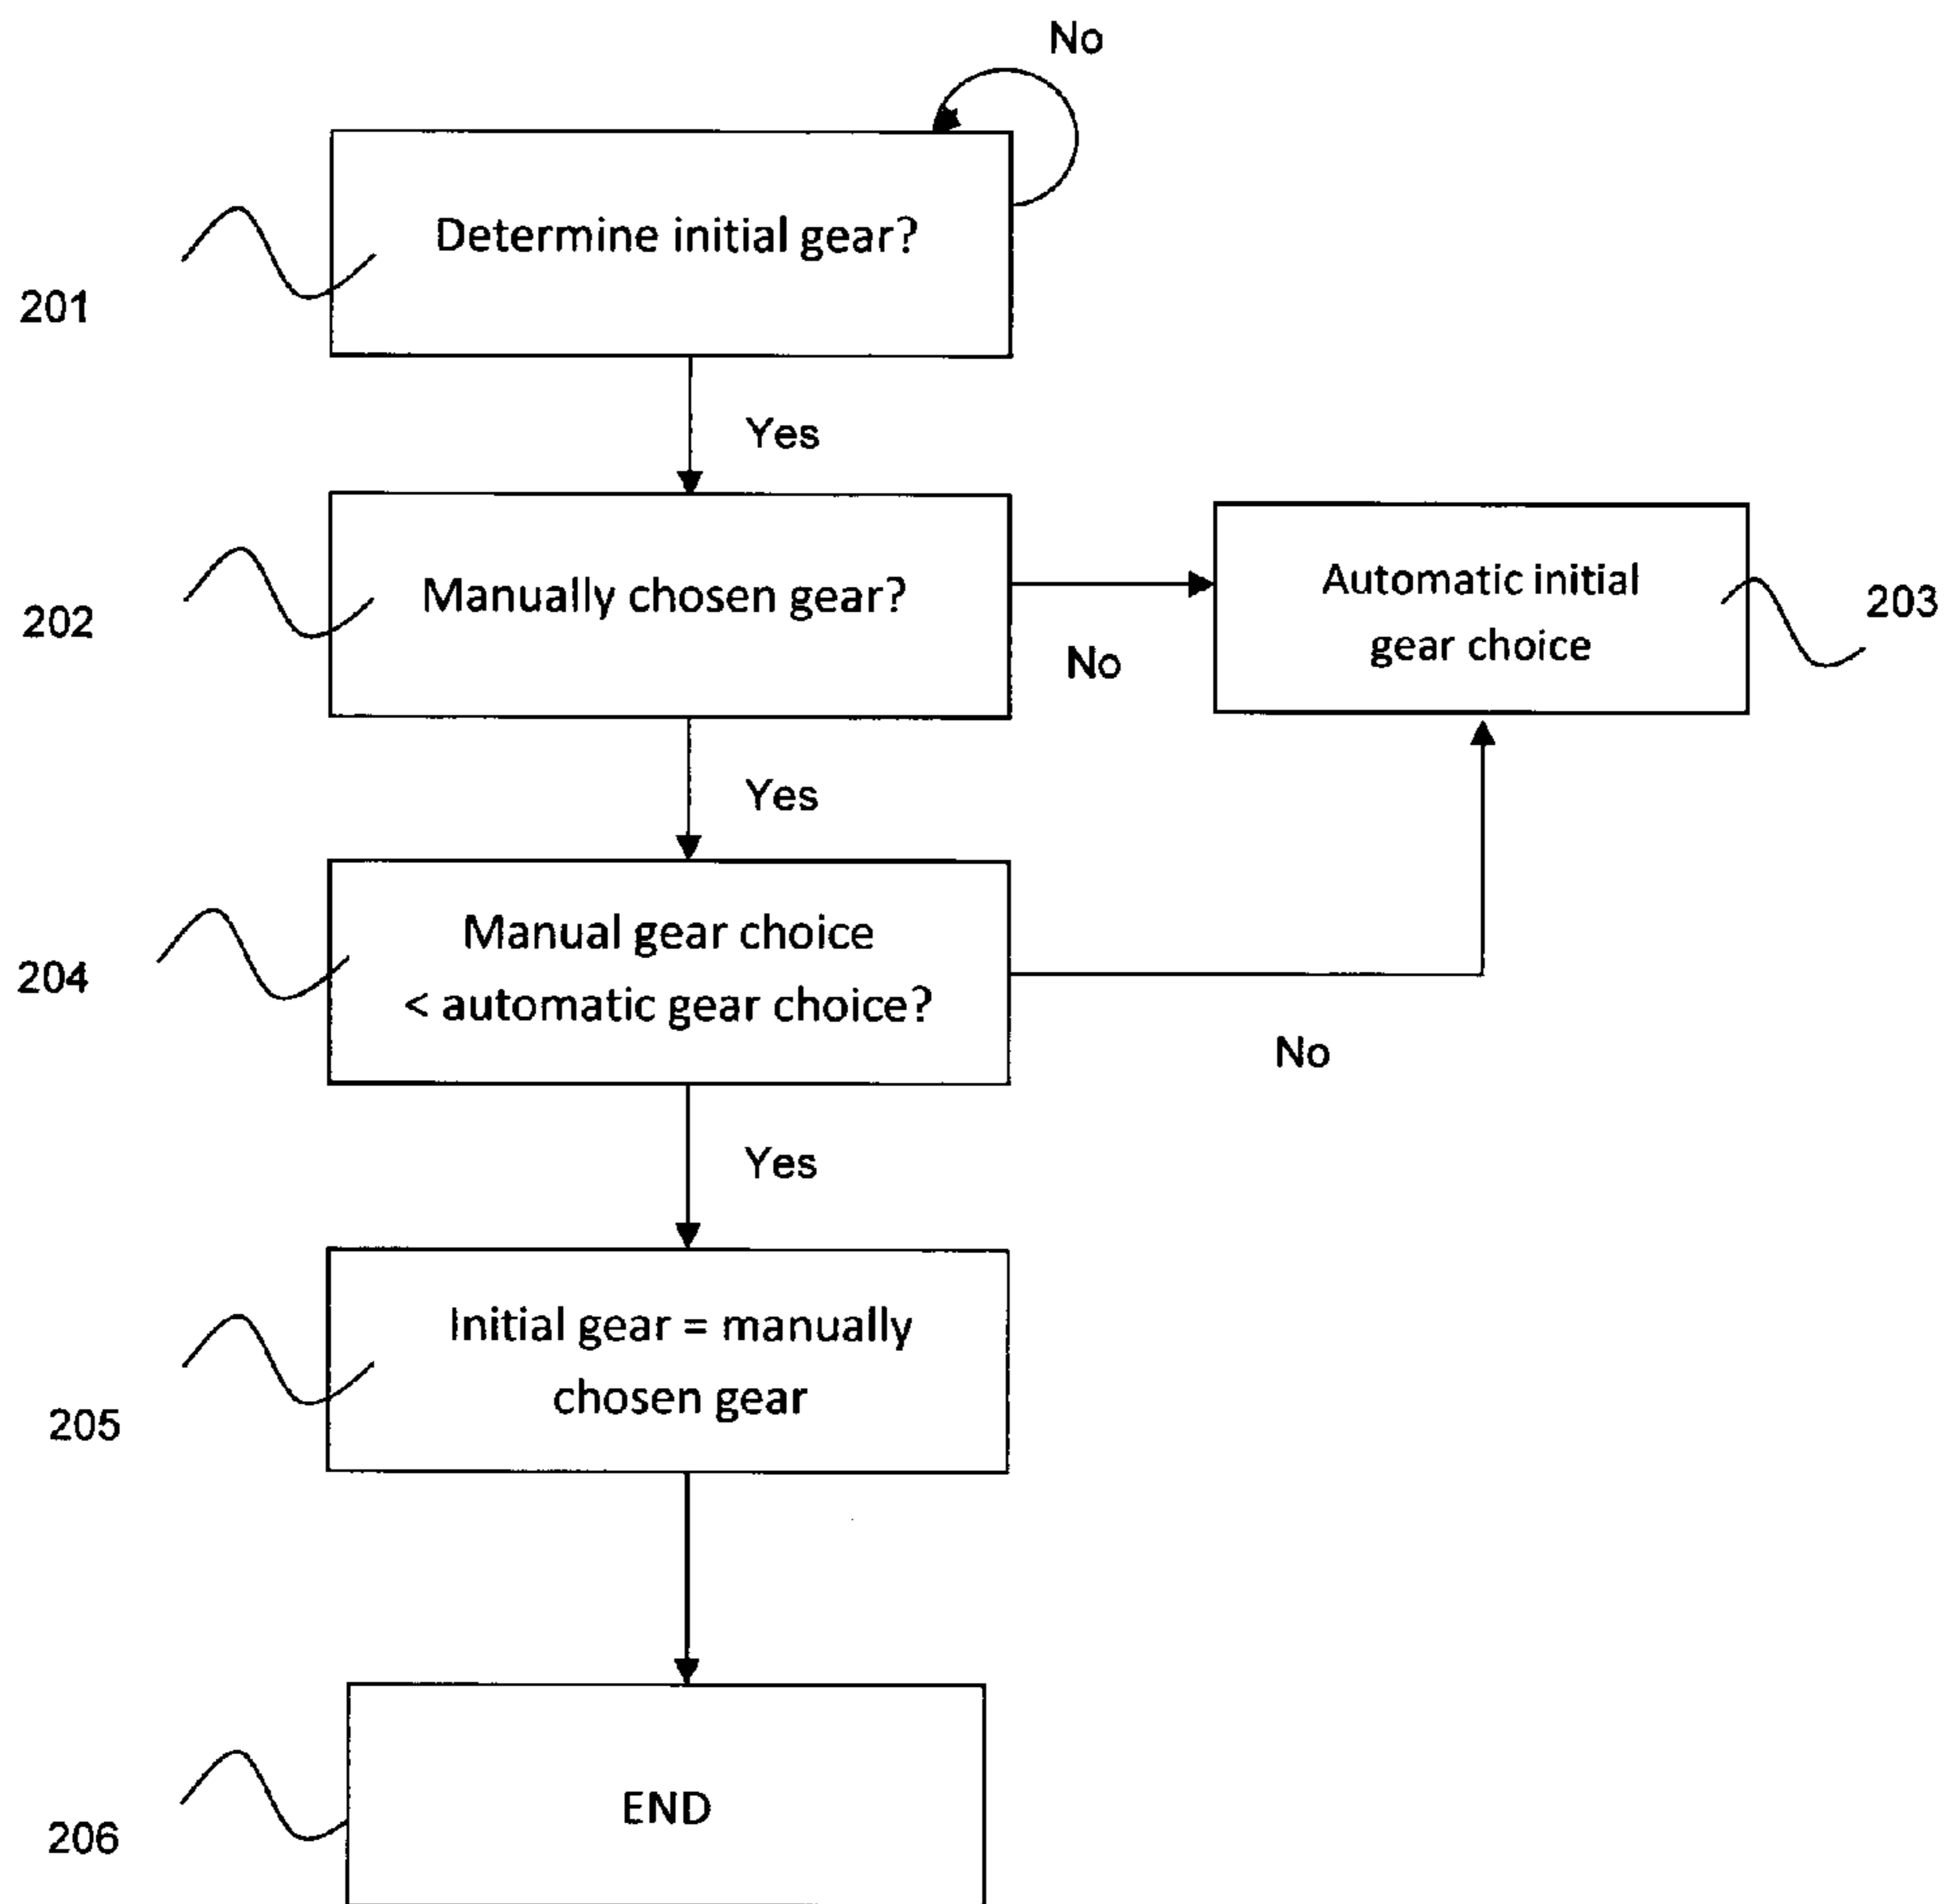 No
Determine initial gear?
201
Yes
Manually chosen gear?
202
No
Automatic initial
gear choice
203
Yes
Manual gear choice
< automatic gear choice?
204
No
Yes
Initial gear = manually
chosen gear
205
END
206